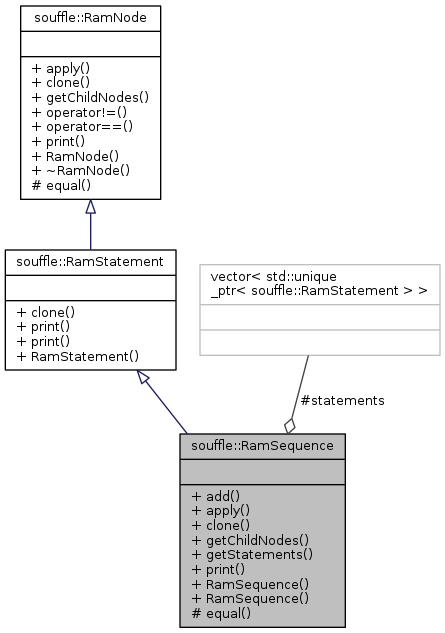 souffle::RamNode
+ apply()
+ clone()
+ getChildNodes()
+ operator!=()
+ operator==()
+ print()
+ RamNode()
+ ~RamNode()
# equal()
souffle::RamStatement
+ clone()
+ print()
+ print()
+ RamStatement()
vector< std::unique
_ptr< souffle::RamStatement > >
#statements
souffle::RamSequence
+ add()
+ apply()
+ clone()
+ getChildNodes()
+ getStatements()
+ print()
+ RamSequence()
+ RamSequence()
# equal()